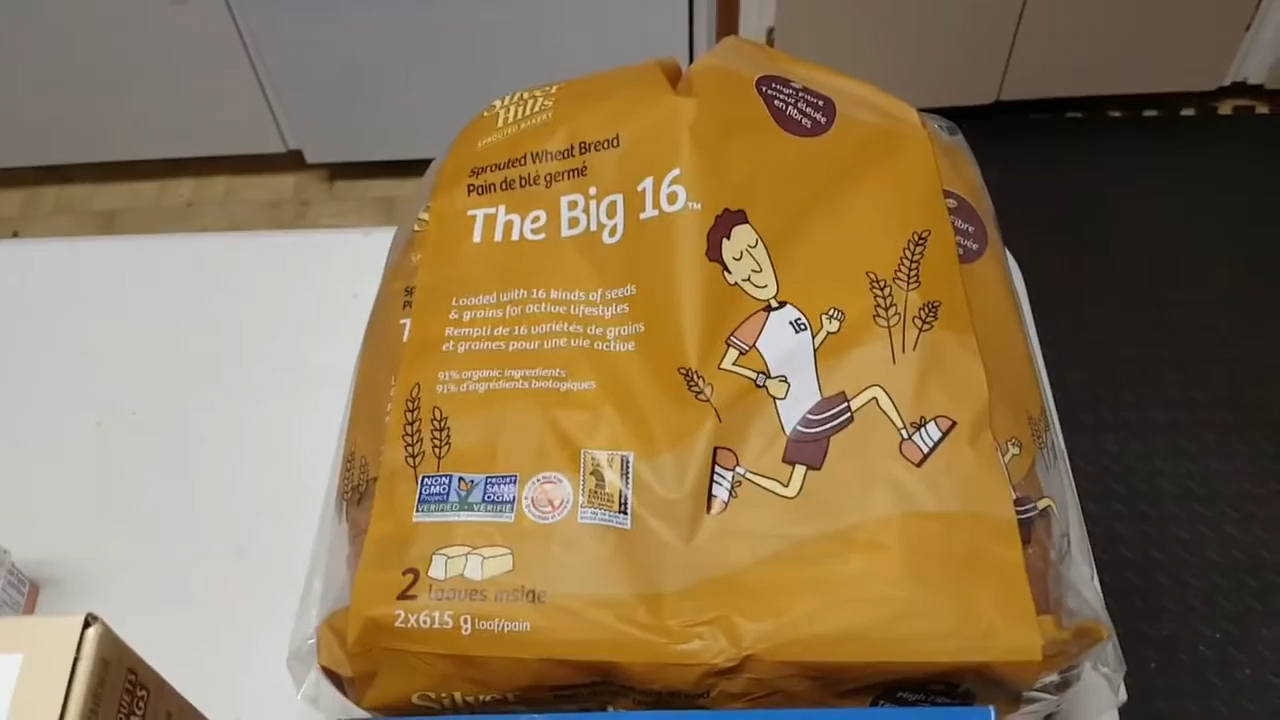 Silver
Hills
SPROUTED BAKERY
High Fibre
Teneur élevée
en fibres
Sprouted Wheat Bread
Pain de blé germé
The Big 16™
16
Loaded with 16 kinds of seeds
& grains for active lifestyles
Rempli de 16 variétés de grains
et graines pour une vie active
91% organic ingredients
91% d'ingrédients biologiques
NON
GMO
Project
PROJET
SANS
OGM
VERIFIED • VÉRIFIÉ
2 loaves inside
2x615 g loaf/pain
Silver
High Fibre